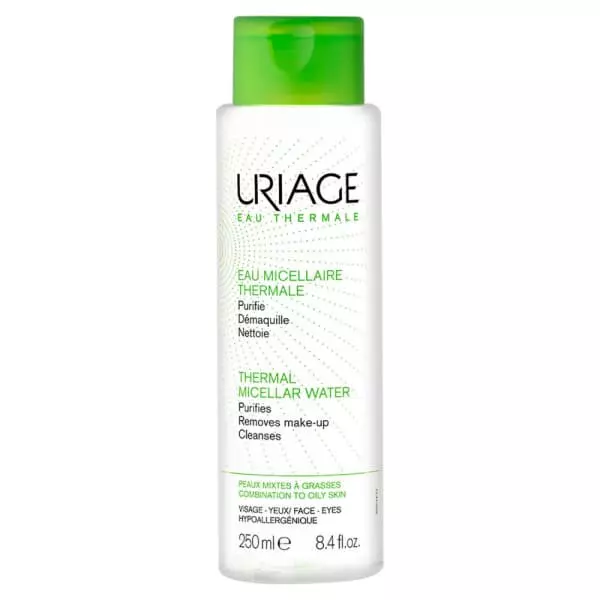 URIAGE
EAU THERMALE
EAU MICELLAIRE
THERMALE
Purifie
Démaquille
Nettoie
THERMAL
MICELLAR WATER
Purifies
Removes make-up
Cleanses
PEAUX MIXTES À GRASSES
COMBINATION TO OILY SKIN
VISAGE - YEUX/ FACE - EYES
HYPOALLERGÉNIQUE
250 ml ℮ 8.4 fl.oz.